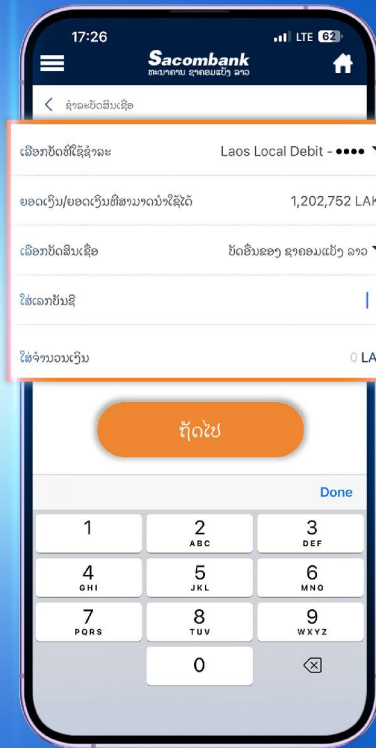 17:26 LTE 62
Sacombank
ທະນາຄານ ຊາຄອມແບັງ ລາວ
ຊຳລະບັດສິນເຊື່ອ
ເລືອກບັດທີ່ໃຊ້ຊຳລະ Laos Local Debit - ••••
ຍອດເງິນ/ຍອດເງິນທີ່ສາມາດນຳໃຊ້ໄດ້ 1,202,752 LAK
ເລືອກບັດສິນເຊື່ອ ບັດອື່ນຂອງ ຊາຄອມແບັງ ລາວ
ໃສ່ເລກບັນຊີ
ໃສ່ຈຳນວນເງິນ 0 LA
ຖັດໄປ
Done
1 2 3
ABC DEF
4 5 6
GHI JKL MNO
7 8 9
PQRS TUV WXYZ
0